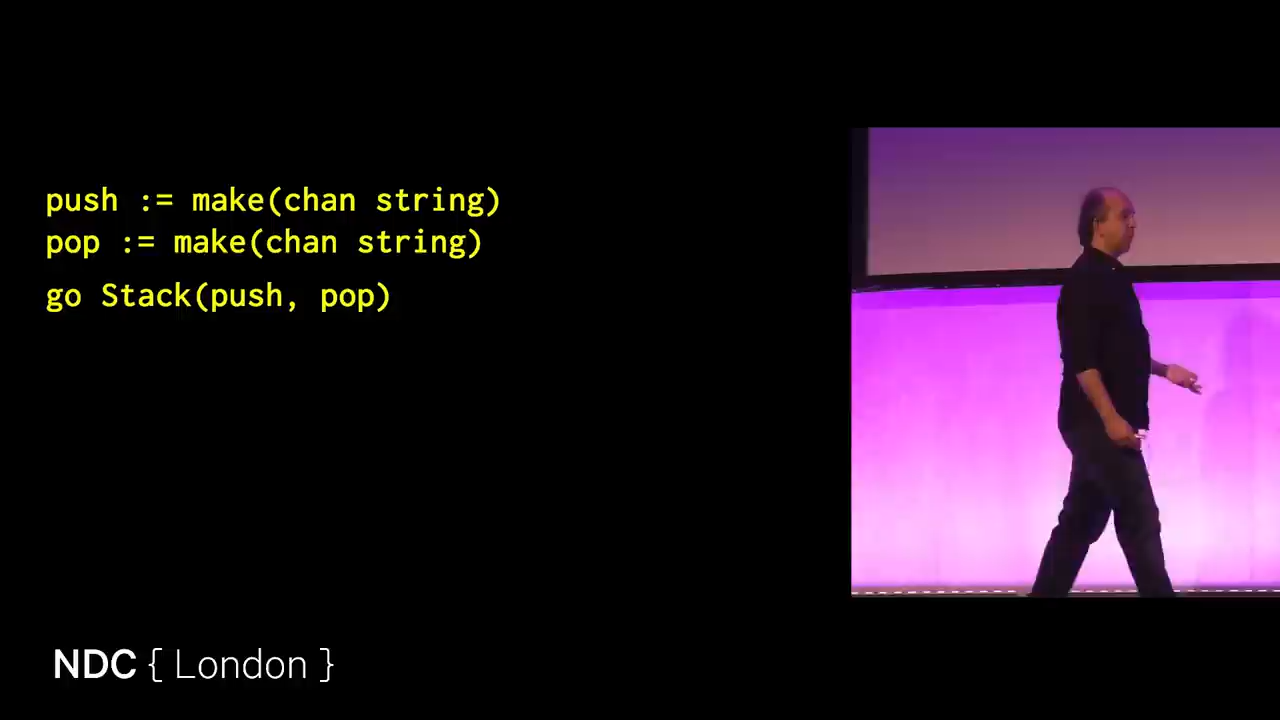 push := make(chan string)
pop := make(chan string)
go Stack(push, pop)
NDC { London }